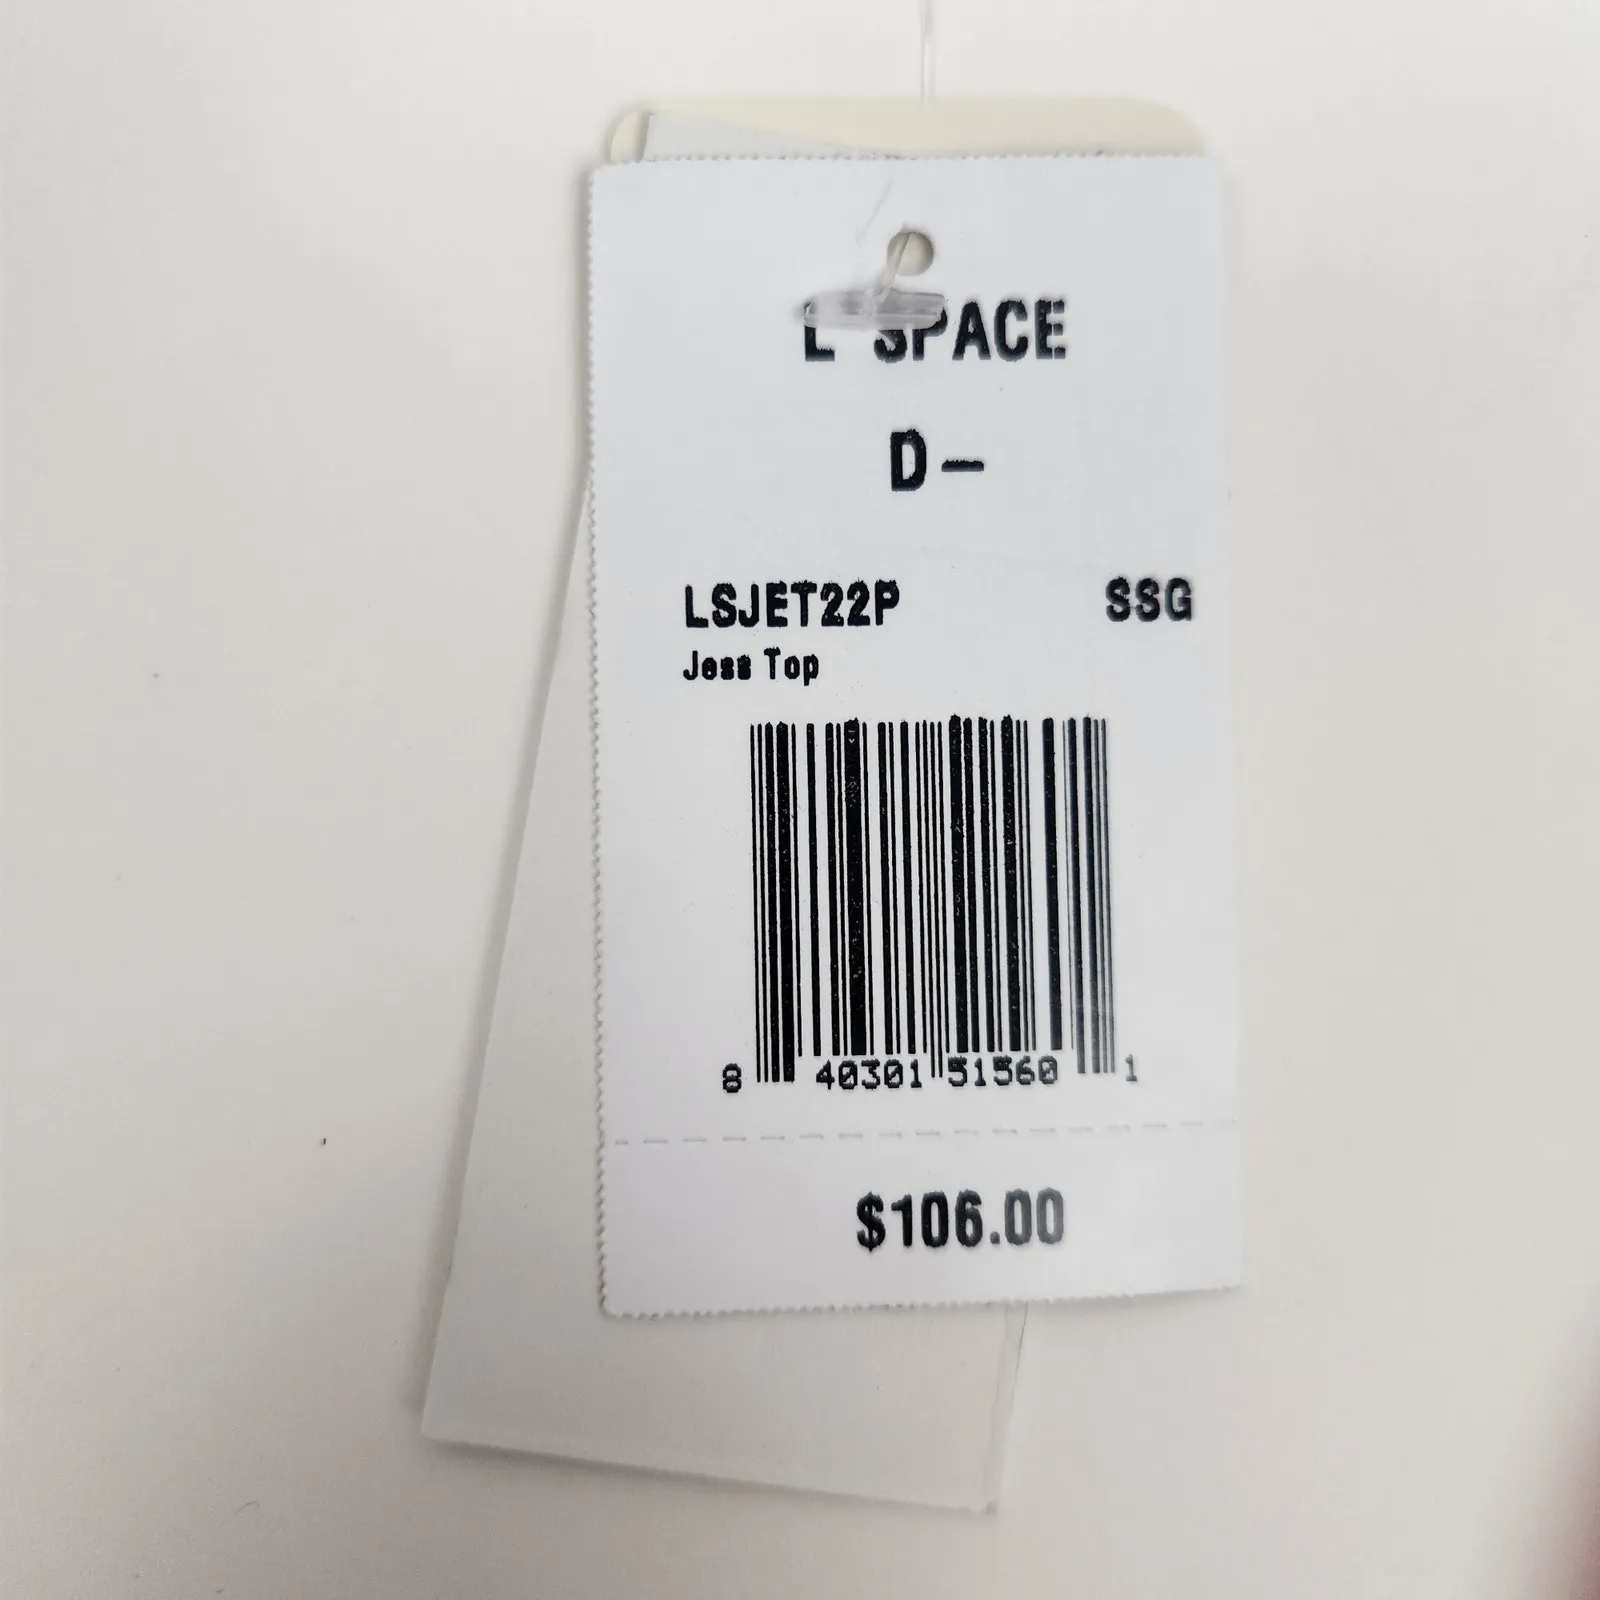 L SPACE
D-
LSJET22P SSG
Jess Top
8 40301 51560 1
$106.00